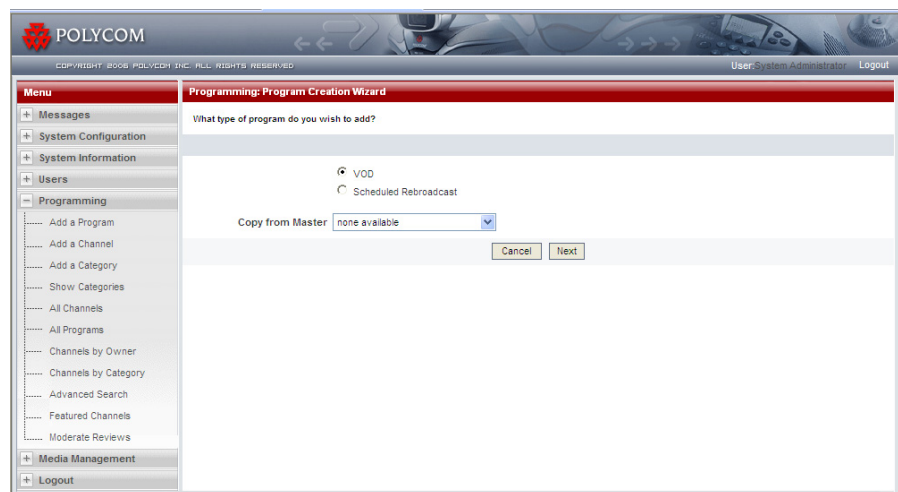 POLYCOM
COPYRIGHT 2006 POLYCOM INC. ALL RIGHTS RESERVED
User:System Administrator Logout
Menu
Messages
System Configuration
System Information
Users
Programming
Add a Program
Add a Channel
Add a Category
Show Categories
All Channels
All Programs
Channels by Owner
Channels by Category
Advanced Search
Featured Channels
Moderate Reviews
Media Management
Logout
Programming: Program Creation Wizard
What type of program do you wish to add?
VOD
Scheduled Rebroadcast
Copy from Master none available
Cancel Next